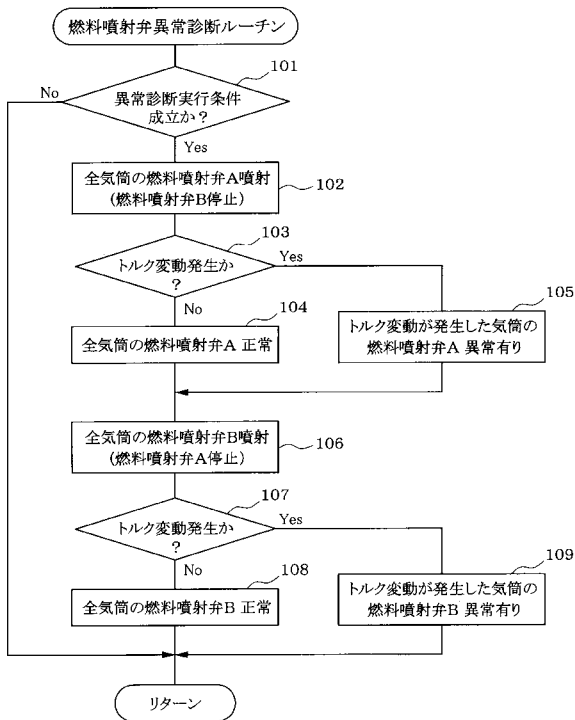 燃料噴射弁異常診断ルーチン
101
異常診断実行条件
成立か？
No
Yes
全気筒の燃料噴射弁A噴射
(燃料噴射弁B停止)
102
103
トルク変動発生か
？
Yes
No
104
全気筒の燃料噴射弁A 正常
105
トルク変動が発生した気筒の
燃料噴射弁A 異常有り
全気筒の燃料噴射弁B噴射
(燃料噴射弁A停止)
106
107
トルク変動発生か
？
Yes
No
108
全気筒の燃料噴射弁B 正常
109
トルク変動が発生した気筒の
燃料噴射弁B 異常有り
リターン